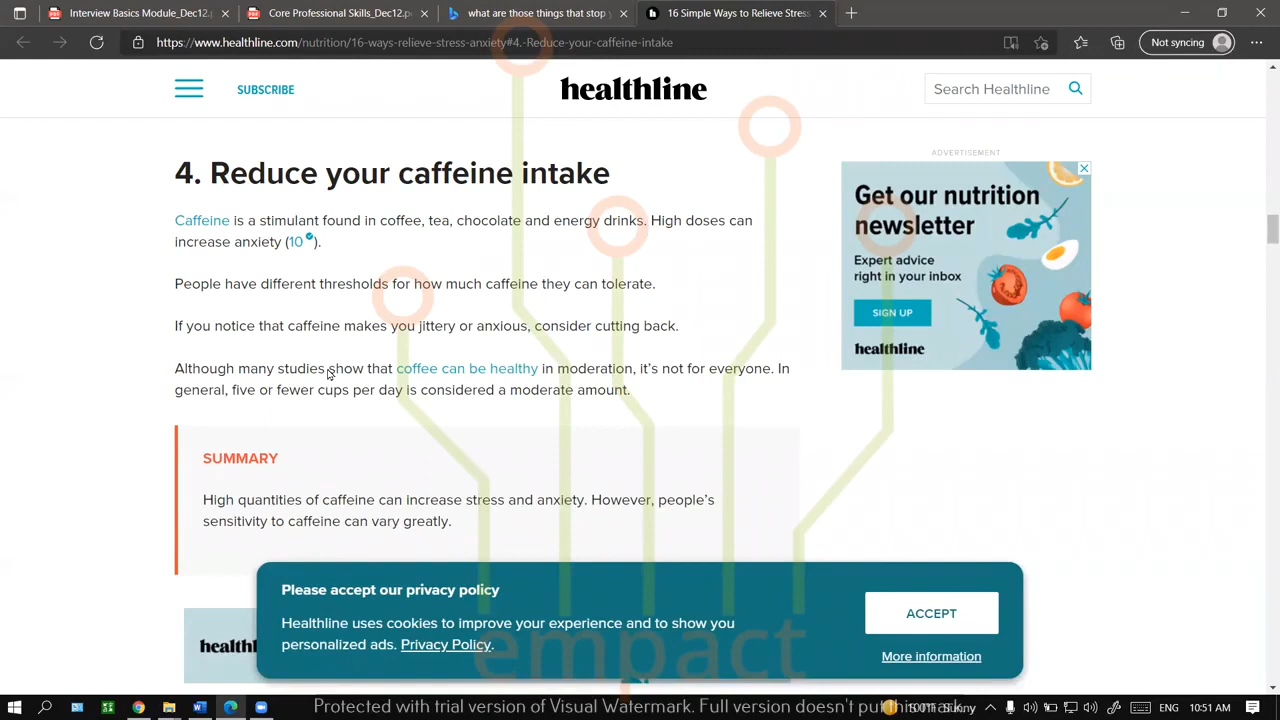 Interview Basics Module_Dec12.p
Core Professional Skills_Dec12.p
what are those things that stop y
16 Simple Ways to Relieve Stress
https://www.healthline.com/nutrition/16-ways-relieve-stress-anxiety#4.-Reduce-your-caffeine-intake
Not syncing
SUBSCRIBE
healthline
Search Healthline
4. Reduce your caffeine intake
Caffeine is a stimulant found in coffee, tea, chocolate and energy drinks. High doses can
increase anxiety (10).
People have different thresholds for how much caffeine they can tolerate.
If you notice that caffeine makes you jittery or anxious, consider cutting back.
Although many studies show that coffee can be healthy in moderation, it's not for everyone. In
general, five or fewer cups per day is considered a moderate amount.
SUMMARY
High quantities of caffeine can increase stress and anxiety. However, people's
sensitivity to caffeine can vary greatly.
ADVERTISEMENT
Get our nutrition
newsletter
Expert advice
right in your inbox
SIGN UP
healthline
Please accept our privacy policy
Healthline uses cookies to improve your experience and to show you
personalized ads. Privacy Policy.
ACCEPT
More information
healthl
empact
Protected with trial version of Visual Watermark. Full version doesn't put this mark.
Sunny
ENG
10:51 AM